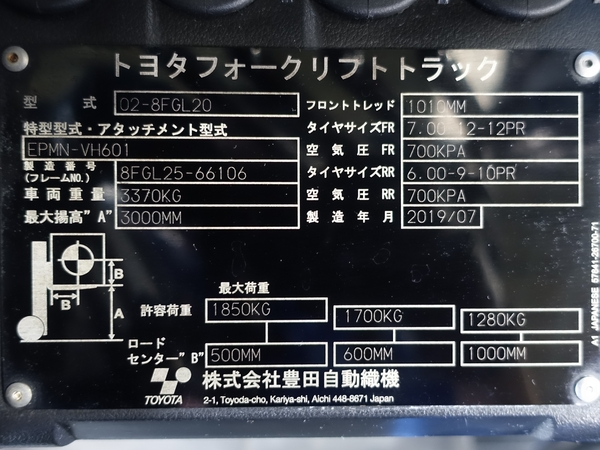 トヨタフォークリフトトラック
型 式 02-8FGL20 フロントトレッド 1010MM
特型型式・アタッチメント型式 タイヤサイズFR 7.00-12-12PR
EPMN-VH601 空 気 圧 FR 700KPA
製 造 番 号 (フレームNO.) 8FGL25-66106 タイヤサイズRR 6.00-9-10PR
車 両 重 量 3370KG 空 気 圧 RR 700KPA
最大揚高"A" 3000MM 製 造 年 月 2019/07
B
B A
最大荷重
許容荷重 1850KG 1700KG 1280KG
ロード
センター"B" 500MM 600MM 1000MM
TOYOTA 株式会社豊田自動織機
2-1, Toyoda-cho, Kariya-shi, Aichi 448-8671 Japan
A1 JAPANESE 57841-26700-71